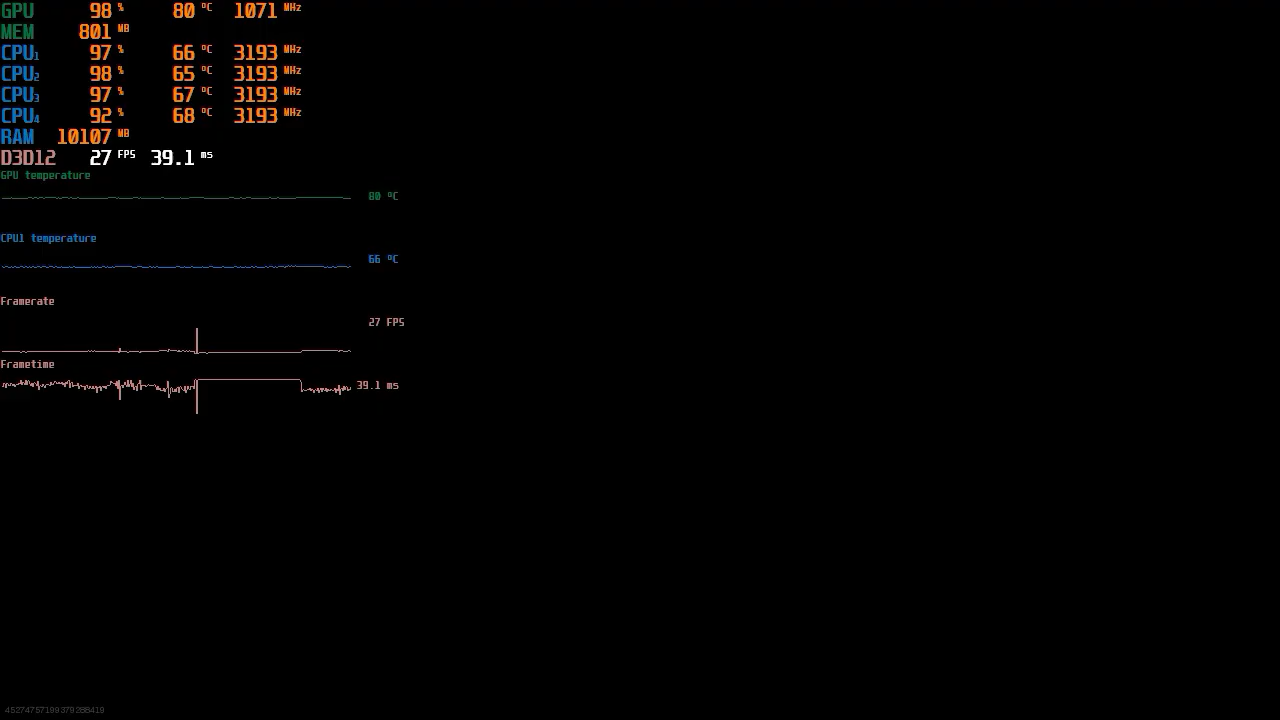 GPU 98 % 80 °C 1071 MHz
MEM 801 MB
CPU1 97 % 66 °C 3193 MHz
CPU2 98 % 65 °C 3193 MHz
CPU3 97 % 67 °C 3193 MHz
CPU4 92 % 68 °C 3193 MHz
RAM 10107 MB
D3D12 27 FPS 39.1 ms
GPU temperature
80 °C
CPU1 temperature
66 °C
Framerate
27 FPS
Frametime
39.1 ms